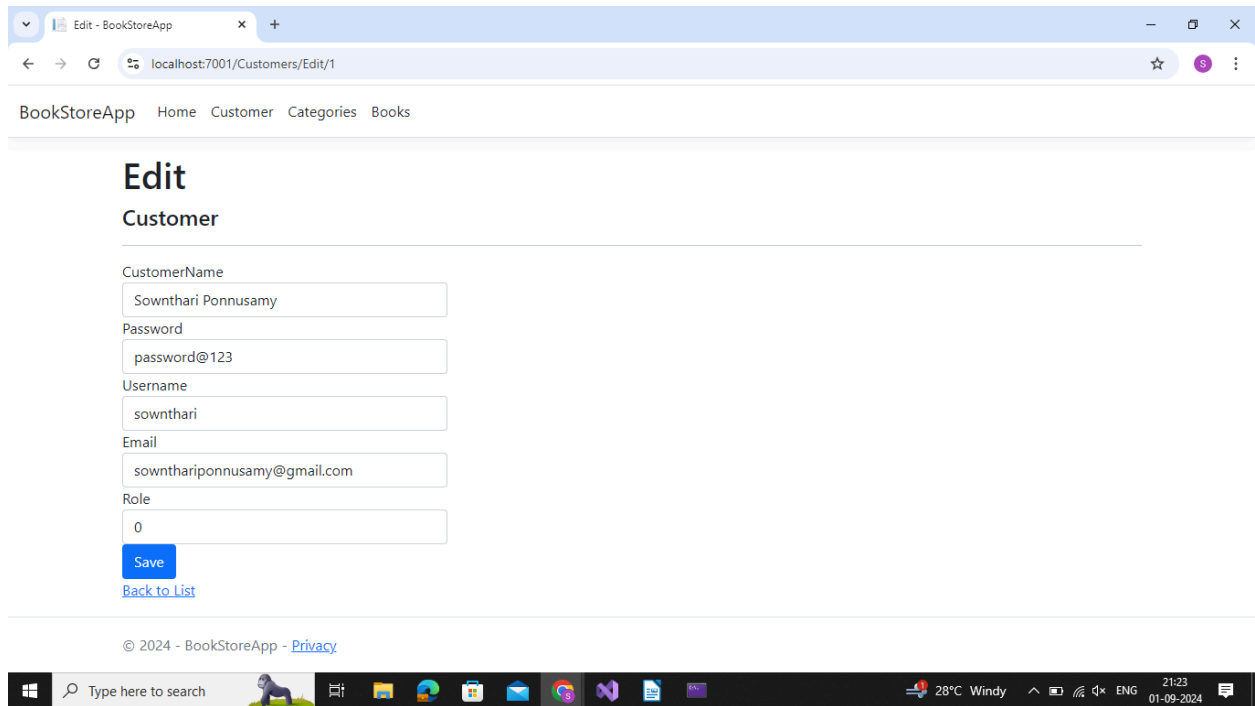 Edit - BookStoreApp
localhost:7001/Customers/Edit/1
S
BookStoreApp Home Customer Categories Books
Edit
Customer
CustomerName
Sownthari Ponnusamy
Password
password@123
Username
sownthari
Email
sownthariponnusamy@gmail.com
Role
0
Save
Back to List
© 2024 - BookStoreApp - Privacy
Type here to search
28°C Windy
ENG
21:23
01-09-2024